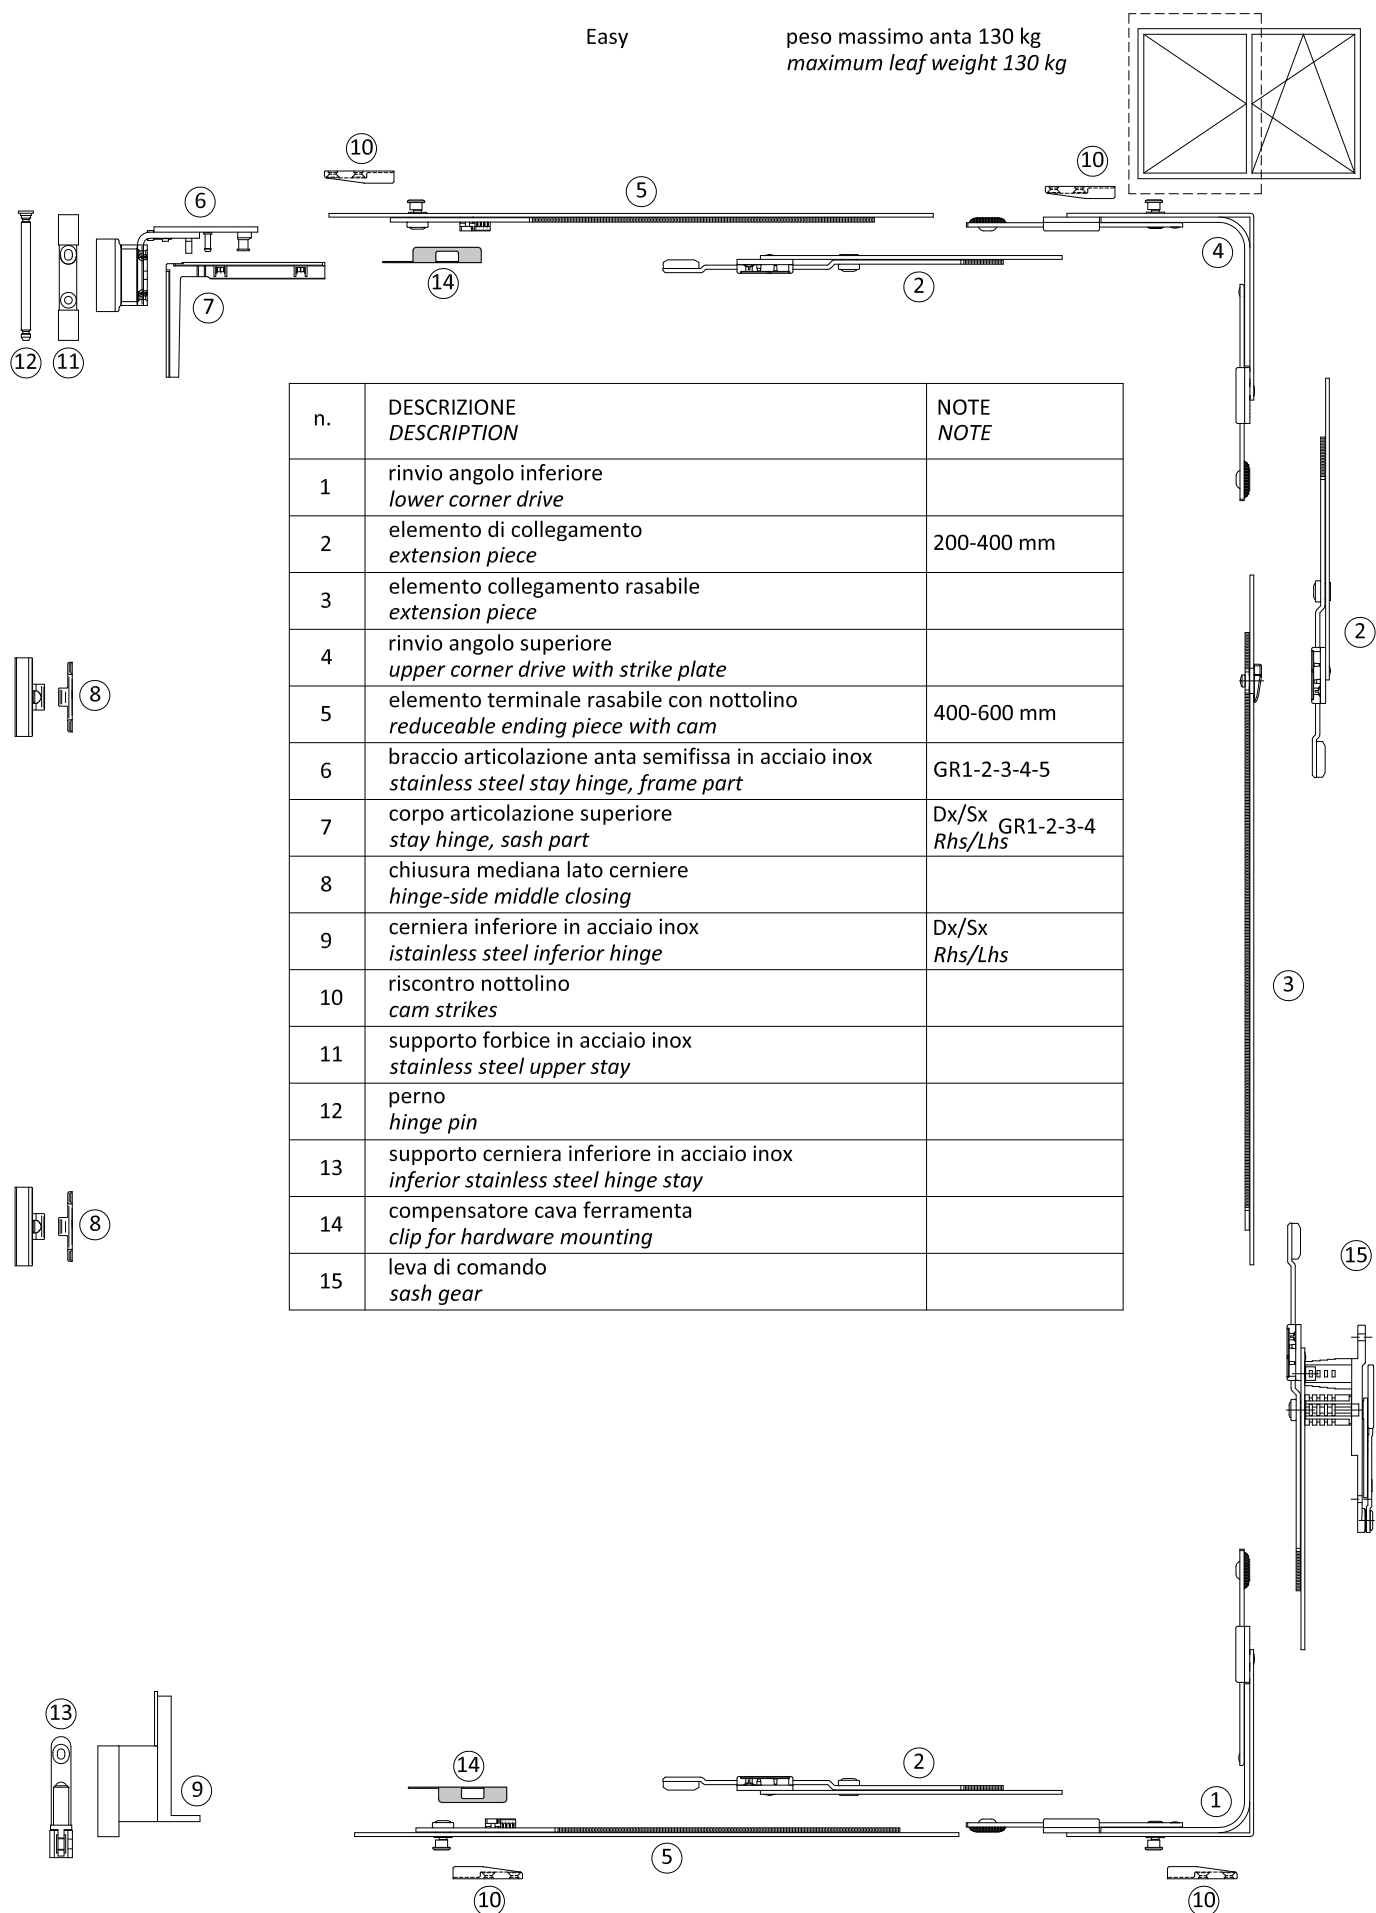 Easy
peso massimo anta 130 kg
maximum leaf weight 130 kg
10
10
5
6
4
14
2
7
12
11
n.
DESCRIZIONE
DESCRIPTION
NOTE
NOTE
1
rinvio angolo inferiore
lower corner drive
2
elemento di collegamento
extension piece
200-400 mm
3
elemento collegamento rasabile
extension piece
4
rinvio angolo superiore
upper corner drive with strike plate
5
elemento terminale rasabile con nottolino
reduceable ending piece with cam
400-600 mm
6
braccio articolazione anta semifissa in acciaio inox
stainless steel stay hinge, frame part
GR1-2-3-4-5
7
corpo articolazione superiore
stay hinge, sash part
Dx/Sx
Rhs/Lhs
GR1-2-3-4
8
chiusura mediana lato cerniere
hinge-side middle closing
9
cerniera inferiore in acciaio inox
istainless steel inferior hinge
Dx/Sx
Rhs/Lhs
10
riscontro nottolino
cam strikes
11
supporto forbice in acciaio inox
stainless steel upper stay
12
perno
hinge pin
13
supporto cerniera inferiore in acciaio inox
inferior stainless steel hinge stay
14
compensatore cava ferramenta
clip for hardware mounting
15
leva di comando
sash gear
2
8
3
8
15
13
9
14
2
1
5
10
10